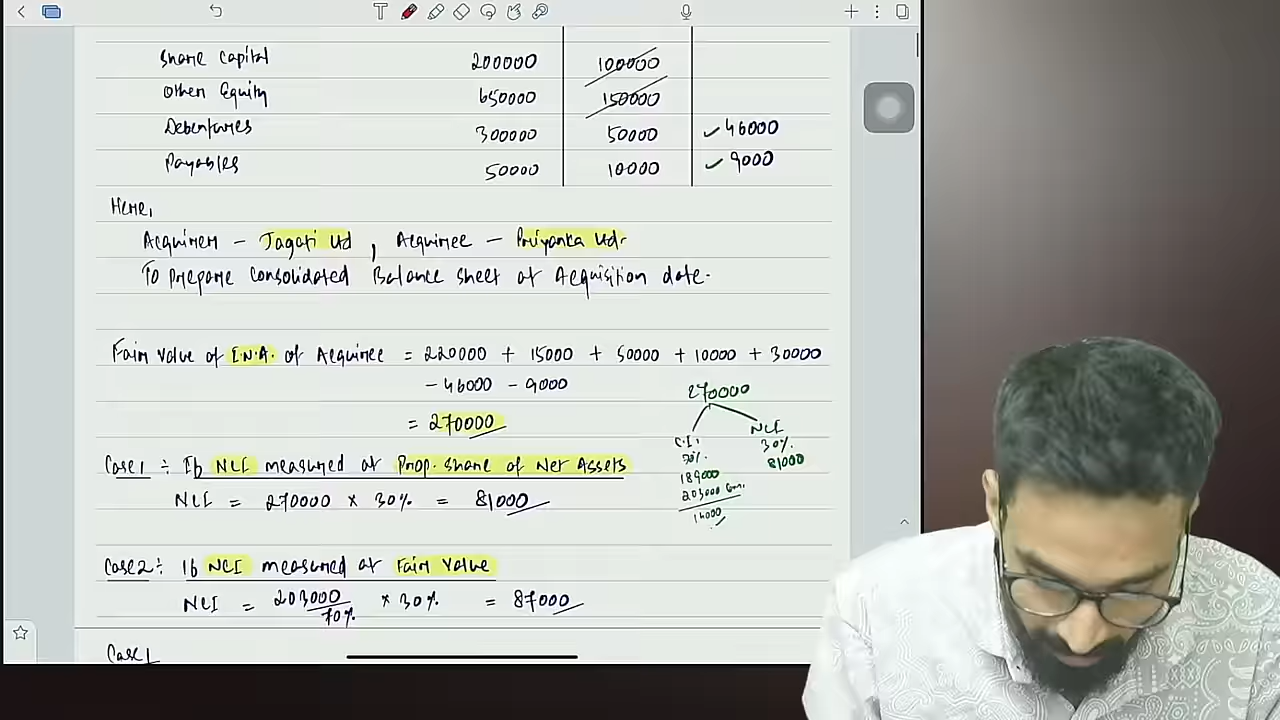 Share Capital 200000 100000
Other Equity 650000 150000
Debentures 300000 50000 ✓46000
Payables 50000 10000 ✓9000
Here,
Acquirer - Jagati Ltd, Acquiree - Priyanka Ltd.
To Prepare Consolidated Balance Sheet at Acquisition date.
Fair Value of I.N.A. of Acquiree = 220000 + 15000 + 50000 + 10000 + 30000
- 46000 - 9000
= 270000
270000
C.I. NCI
70% 30%
189000 81000
203000
14000
Case 1 ÷ If NCI measured at Prop. Share of Net Assets
NCI = 270000 × 30% = 81000
Case 2 ÷ If NCI measured at Fair Value
NCI = 203000 / 70% × 30% = 87000
Case 1